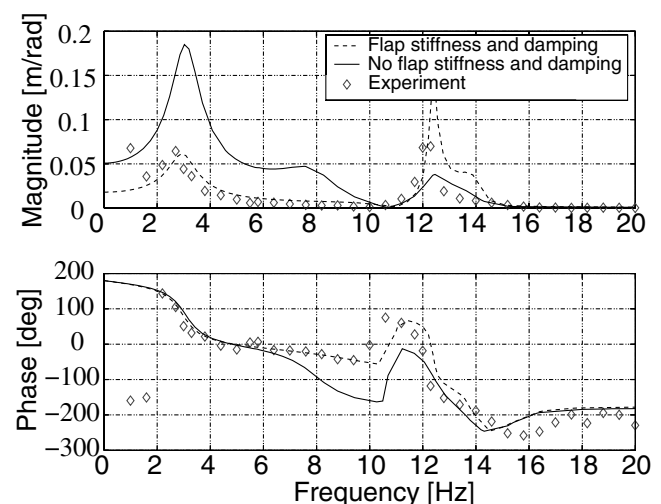 0.2
0.15
0.1
0.05
0
Magnitude [m/rad]
Flap stiffness and damping
No flap stiffness and damping
Experiment
0 2 4 6 8 10 12 14 16 18 20
200
100
0
−100
−200
−300
Phase [deg]
0 2 4 6 8 10 12 14 16 18 20
Frequency [Hz]